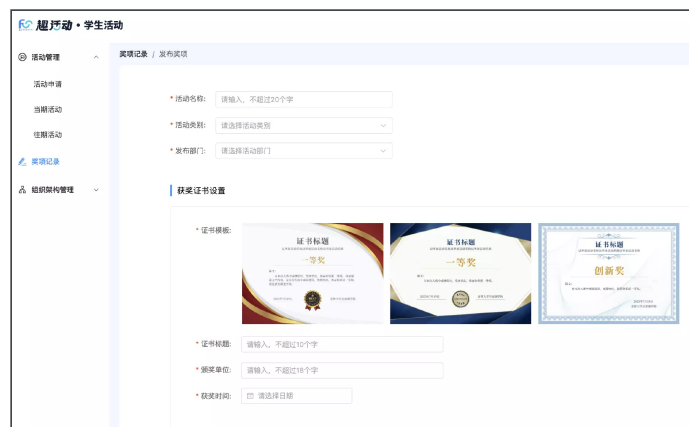 趣活动·学生活动
活动管理
活动申请
当期活动
往期活动
奖项记录
组织架构管理
奖项记录 / 发布奖项
* 活动名称: 请输入，不超过20个字
* 活动类别: 请选择活动类别
* 发布部门: 请选择活动部门
获奖证书设置
* 证书模板:
证书标题
一等奖
证书标题
一等奖
证书标题
创新奖
* 证书标题: 请输入，不超过10个字
* 颁奖单位: 请输入，不超过16个字
* 获奖时间: 请选择日期